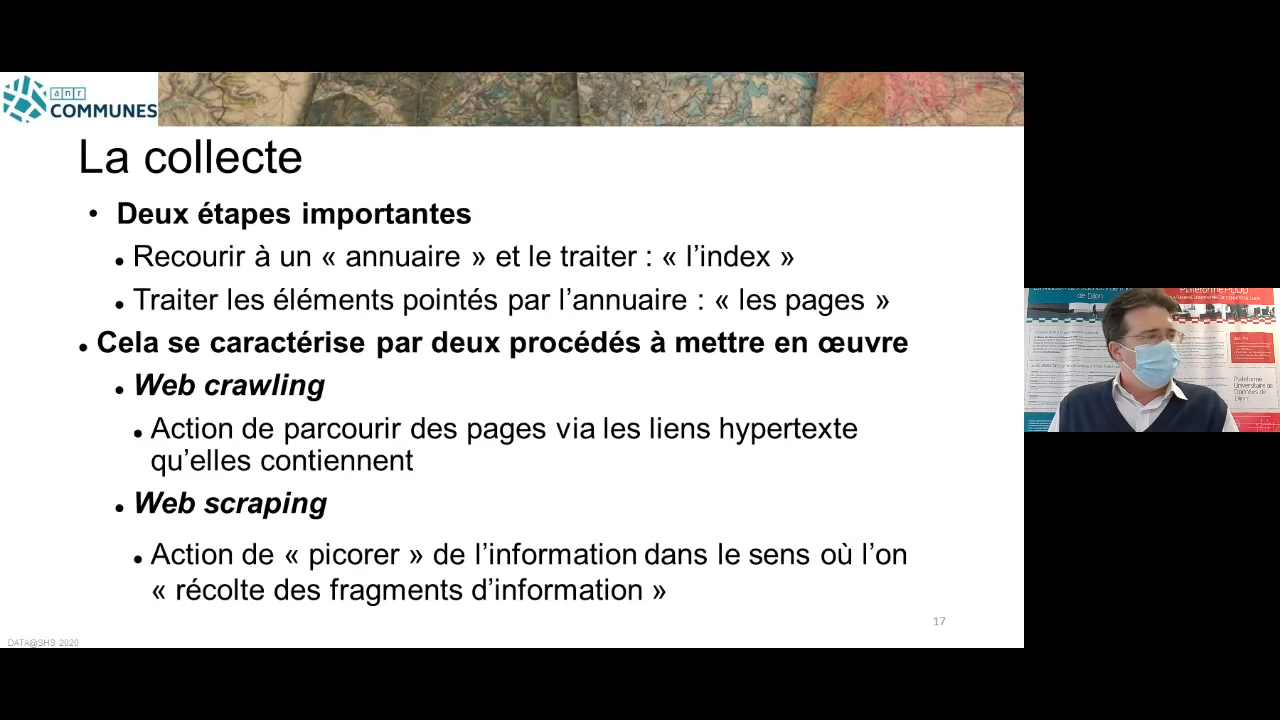 anr
COMMUNES
La collecte
• Deux étapes importantes
• Recourir à un « annuaire » et le traiter : « l’index »
• Traiter les éléments pointés par l’annuaire : « les pages »
• Cela se caractérise par deux procédés à mettre en œuvre
• Web crawling
• Action de parcourir des pages via les liens hypertexte
qu’elles contiennent
• Web scraping
• Action de « picorer » de l’information dans le sens où l’on
« récolte des fragments d’information »
17
DATA@SHS 2020
de Dijon
Plateforme
Universitaire de
Données de
Dijon